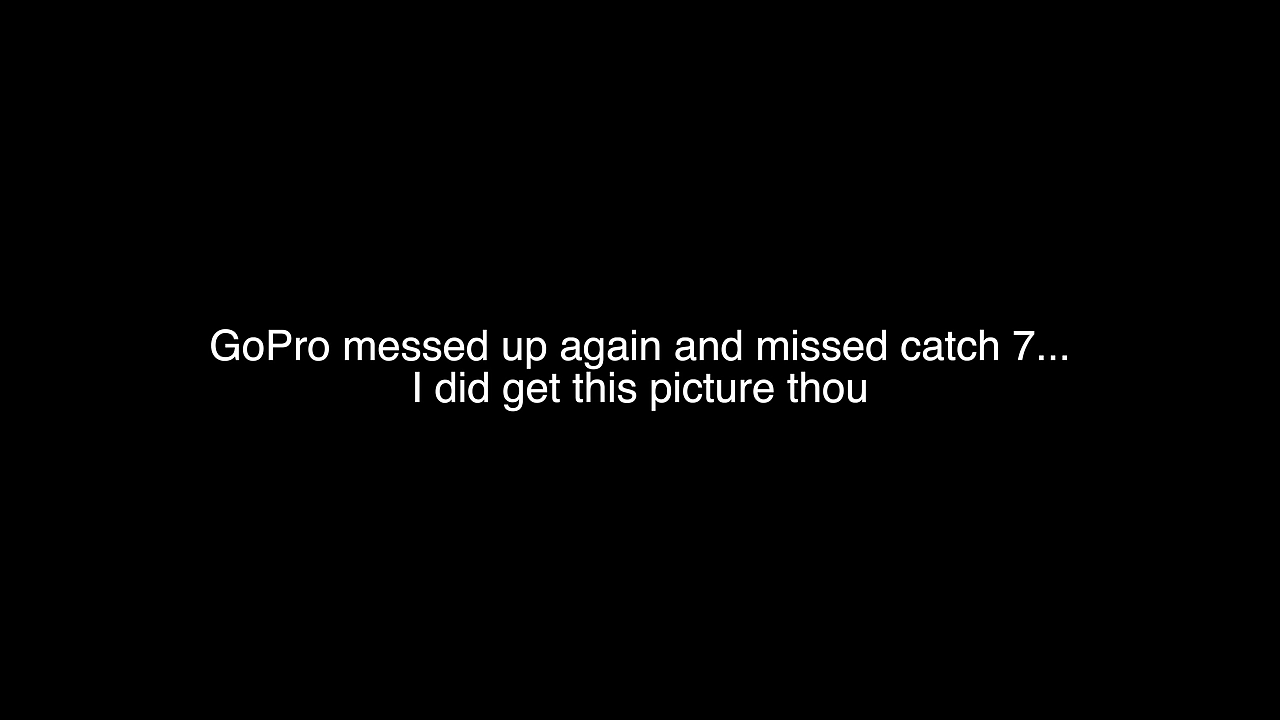 GoPro messed up again and missed catch 7...
I did get this picture thou